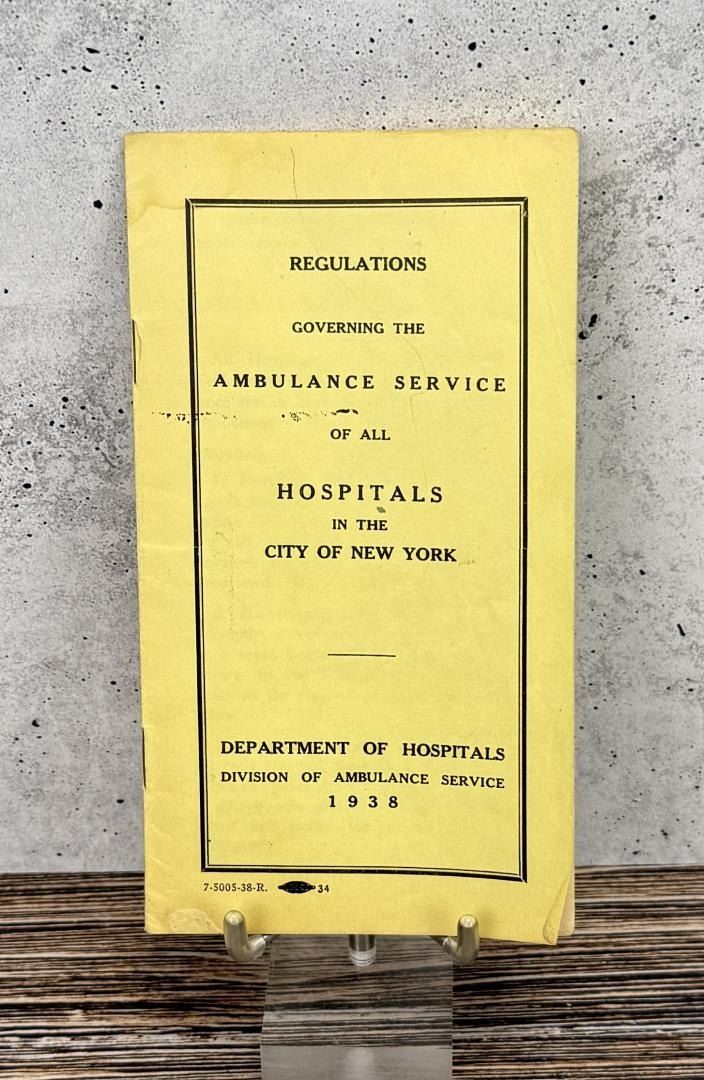 REGULATIONS
GOVERNING THE
AMBULANCE SERVICE
OF ALL
HOSPITALS
IN THE
CITY OF NEW YORK
DEPARTMENT OF HOSPITALS
DIVISION OF AMBULANCE SERVICE
1938
7-5005-38-R. 34